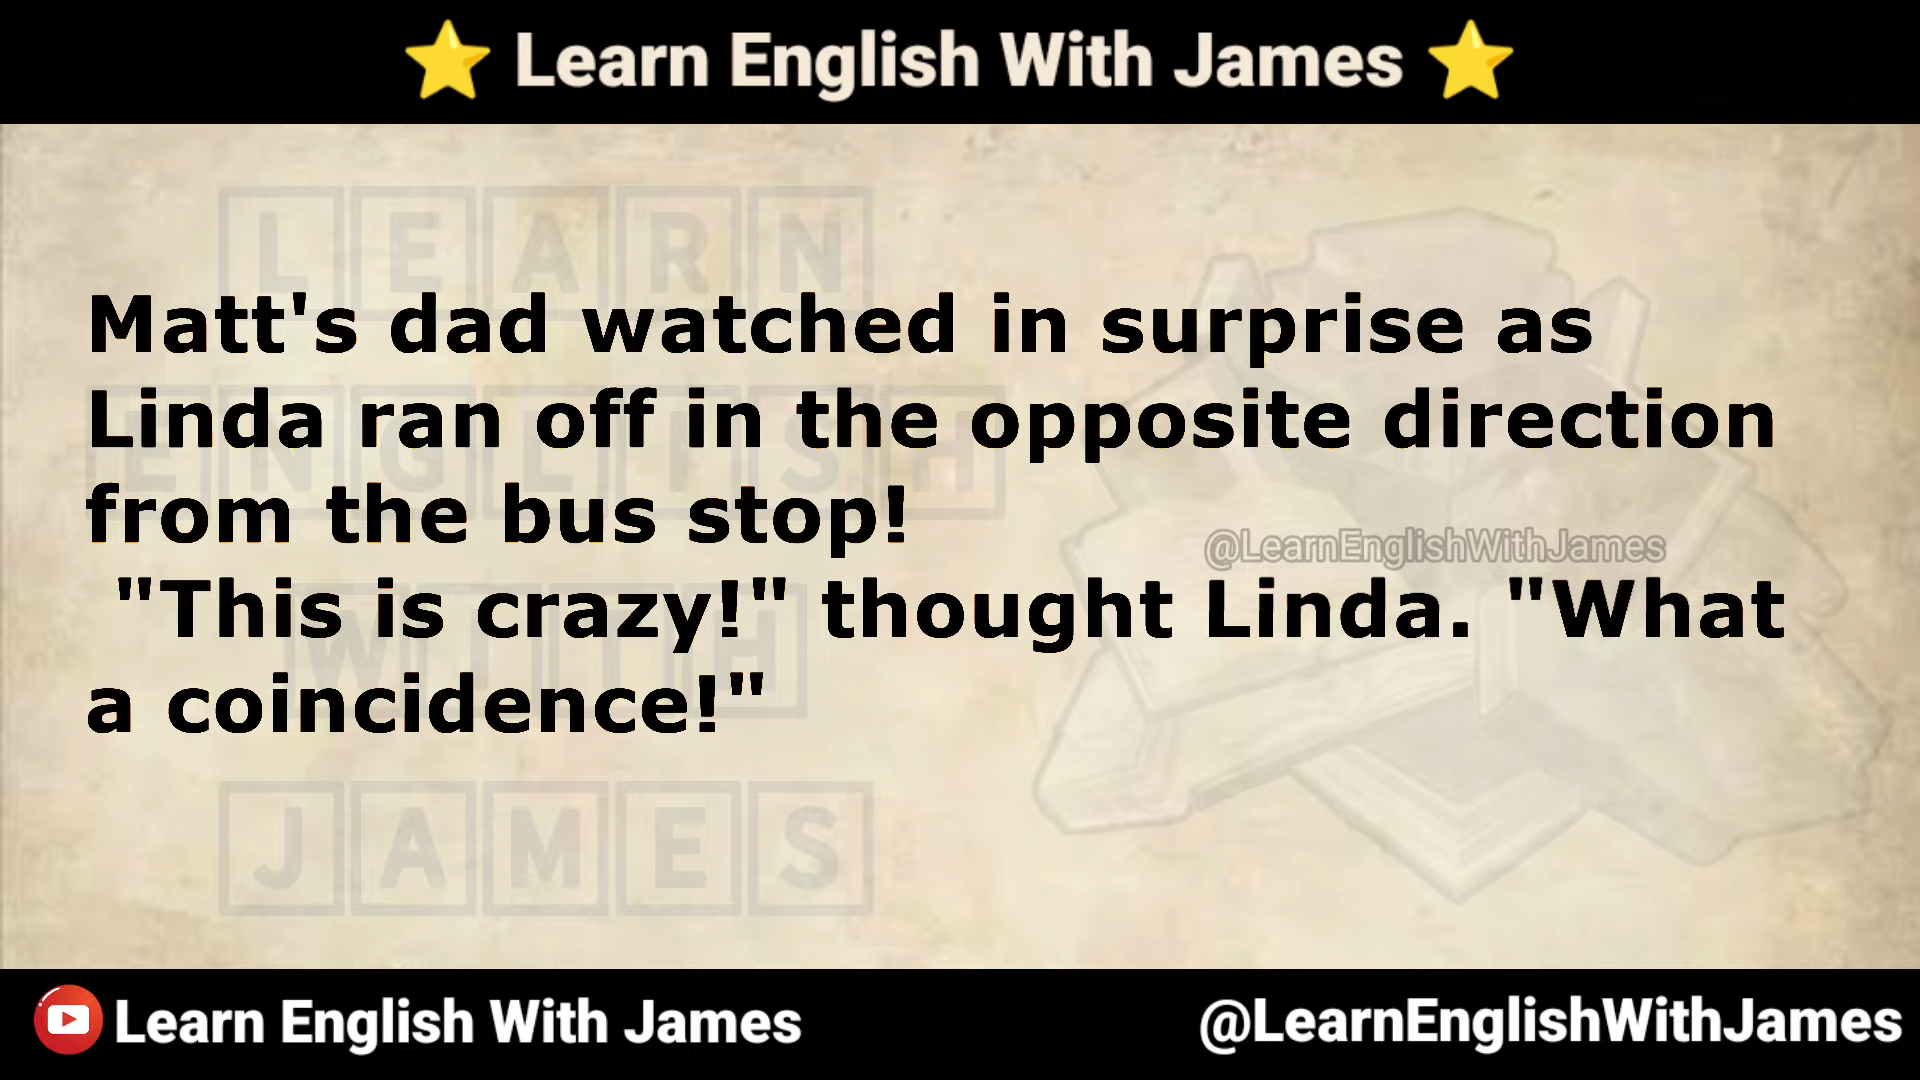 ⭐ Learn English With James ⭐
LEARN
Matt's dad watched in surprise as
Linda ran off in the opposite direction
ENGLISH
from the bus stop!
@LearnEnglishWithJames
"This is crazy!" thought Linda. "What
WITH
a coincidence!"
JAMES
Learn English With James
@LearnEnglishWithJames